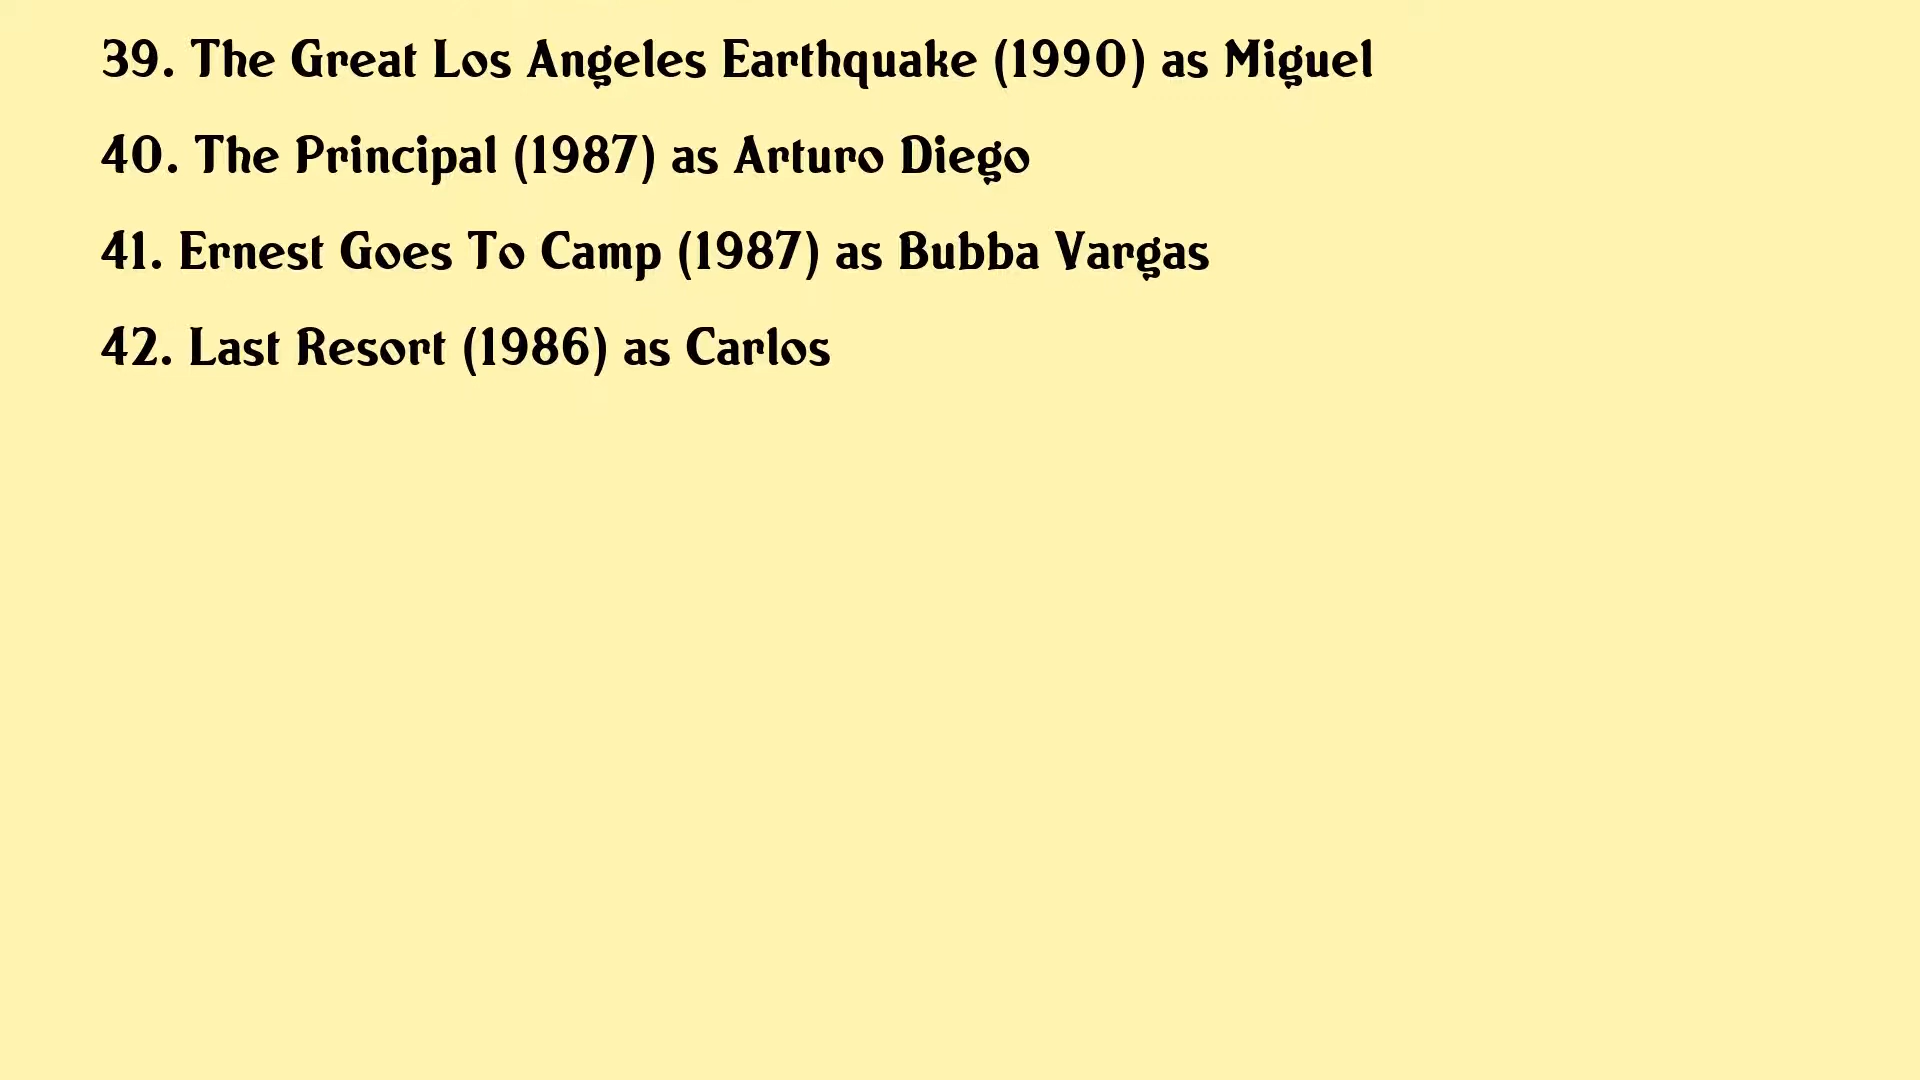 39. The Great Los Angeles Earthquake (1990) as Miguel
40. The Principal (1987) as Arturo Diego
41. Ernest Goes To Camp (1987) as Bubba Vargas
42. Last Resort (1986) as Carlos